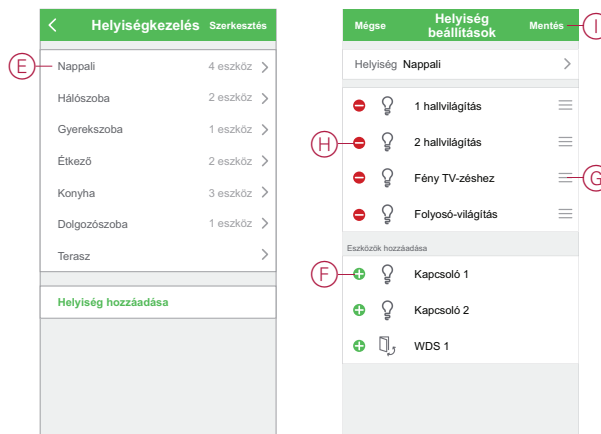 Helyiségkezelés Szerkesztés
E
Nappali 4 eszköz
Hálószoba 2 eszköz
Gyerekszoba 1 eszköz
Étkező 2 eszköz
Konyha 3 eszköz
Dolgozószoba 1 eszköz
Terasz
Helyiség hozzáadása
Mégse Helyiség beállítások Mentés
I
Helyiség Nappali
1 hallvilágítás
H
2 hallvilágítás
Fény TV-zéshez
G
Folyosó-világítás
Eszközök hozzáadása
F
Kapcsoló 1
Kapcsoló 2
WDS 1